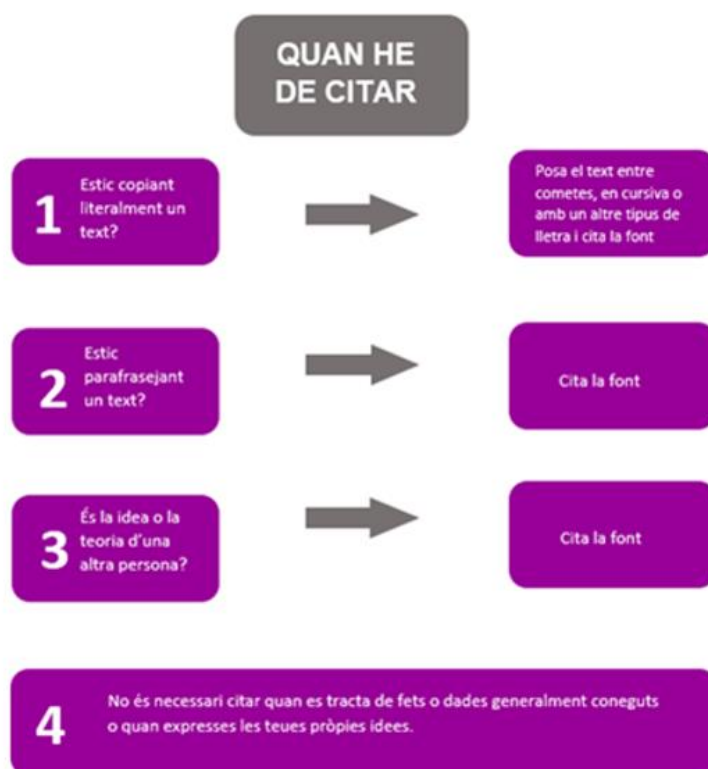 QUAN HE
DE CITAR
1
Estic copiant
literalment un
text?
Posa el text entre
cometes, en cursiva o
amb un altre tipus de
lletra i cita la font
2
Estic
parafrasejant
un text?
Cita la font
3
És la idea o la
teoria d'una
altra persona?
Cita la font
4
No és necessari citar quan es tracta de fets o dades generalment coneguts
o quan expresses les teues pròpies idees.